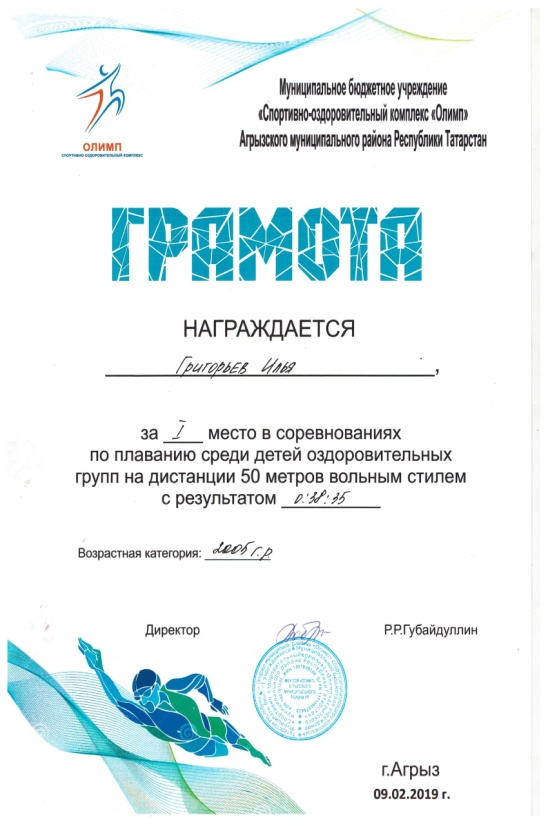 ОЛИМП
СПОРТИВНО-ОЗДОРОВИТЕЛЬНЫЙ КОМПЛЕКС
Муниципальное бюджетное учреждение
«Спортивно-оздоровительный комплекс «Олимп»
Агрызского муниципального района Республики Татарстан
ГРАМОТА
НАГРАЖДАЕТСЯ
Григорьев Илья,
за I место в соревнованиях
по плаванию среди детей оздоровительных
групп на дистанции 50 метров вольным стилем
с результатом 0:38:35
Возрастная категория: 2005 г.р
Директор Р.Р.Губайдуллин
г.Агрыз
09.02.2019 г.